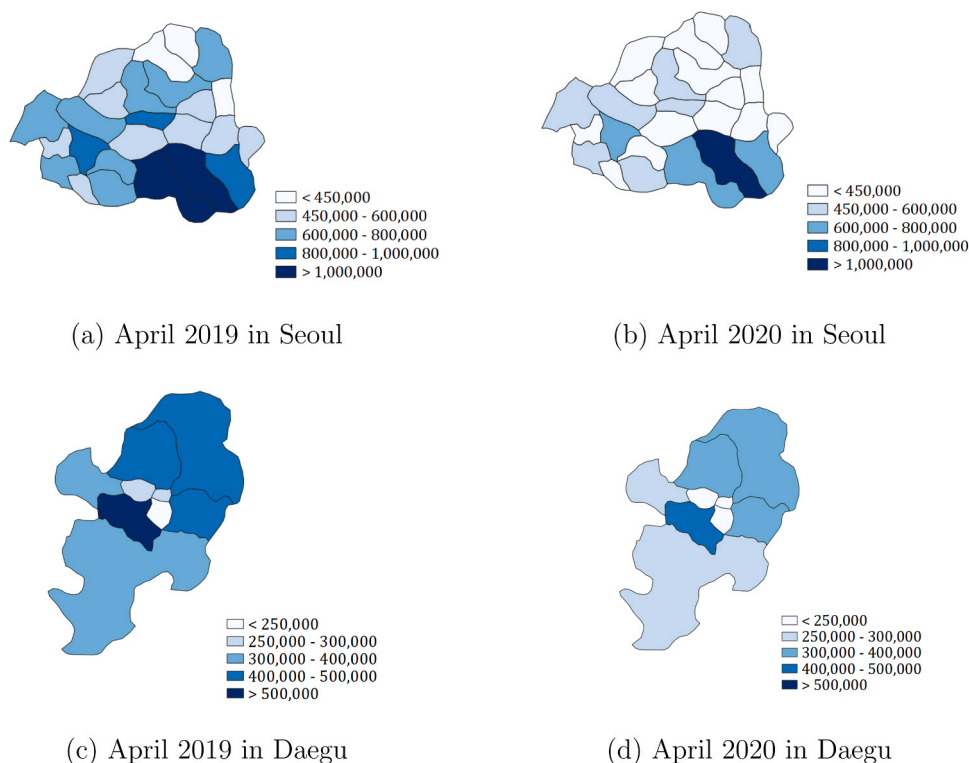 < 450,000
450,000 - 600,000
600,000 - 800,000
800,000 - 1,000,000
> 1,000,000
(a) April 2019 in Seoul
< 450,000
450,000 - 600,000
600,000 - 800,000
800,000 - 1,000,000
> 1,000,000
(b) April 2020 in Seoul
< 250,000
250,000 - 300,000
300,000 - 400,000
400,000 - 500,000
> 500,000
(c) April 2019 in Daegu
< 250,000
250,000 - 300,000
300,000 - 400,000
400,000 - 500,000
> 500,000
(d) April 2020 in Daegu